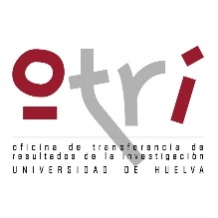 otri
oficina de transferencia de
resultados de la investigación
UNIVERSIDAD DE HUELVA